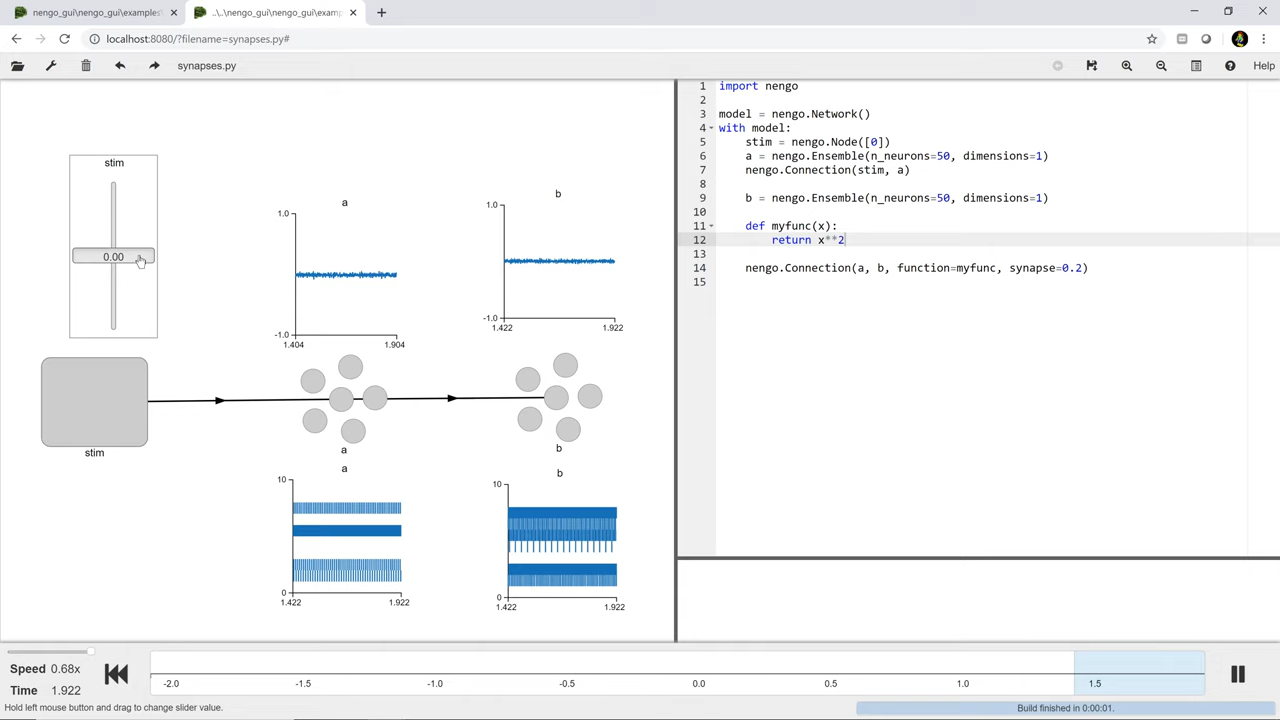 nengo_gui\nengo_gui\examples\
..\..\nengo_gui\nengo_gui\examp
localhost:8080/?filename=synapses.py#
synapses.py
Help
stim
0.00
a
1.0
-1.0
1.404
1.904
b
1.0
-1.0
1.422
1.922
stim
a
b
a
10
0
1.422
1.922
b
10
0
1.422
1.922
1 import nengo
2
3 model = nengo.Network()
4 with model:
5 stim = nengo.Node([0])
6 a = nengo.Ensemble(n_neurons=50, dimensions=1)
7 nengo.Connection(stim, a)
8
9 b = nengo.Ensemble(n_neurons=50, dimensions=1)
10
11 def myfunc(x):
12 return x**2
13
14 nengo.Connection(a, b, function=myfunc, synapse=0.2)
15
Speed 0.68x
Time 1.922
-2.0 -1.5 -1.0 -0.5 0.0 0.5 1.0 1.5
Hold left mouse button and drag to change slider value.
Build finished in 0:00:01.